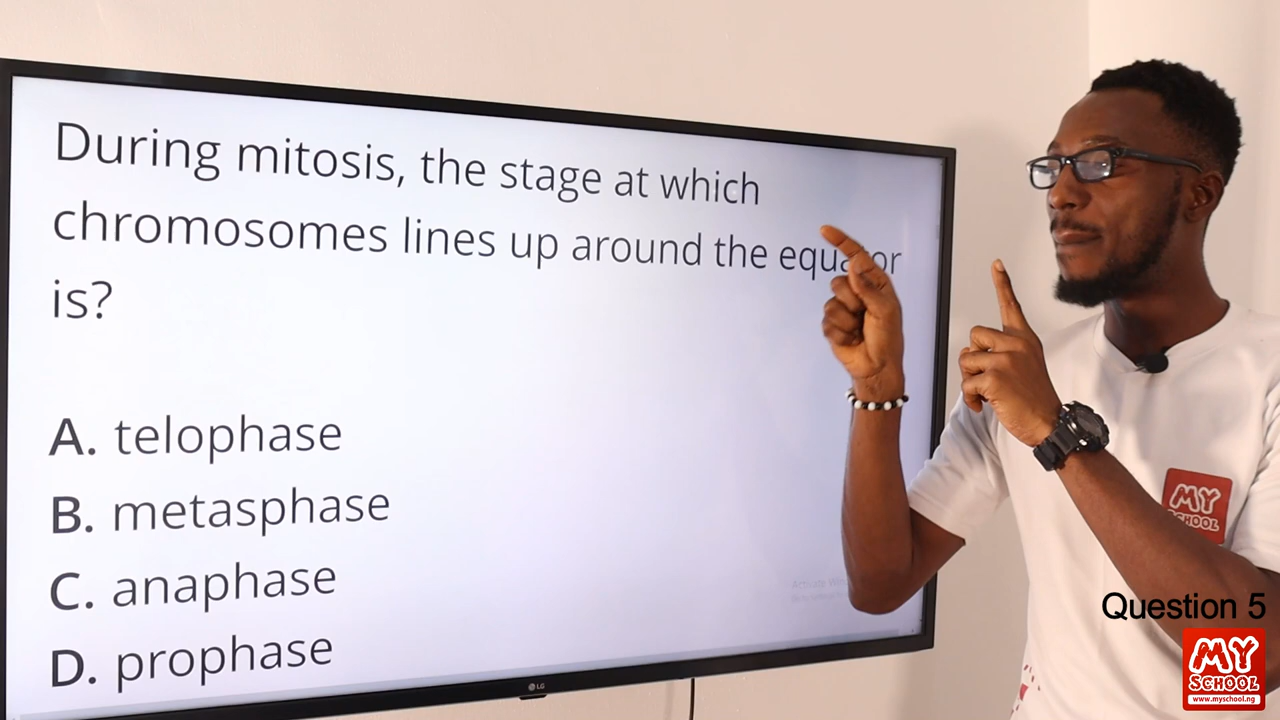 During mitosis, the stage at which
chromosomes lines up around the equator
is?
A. telophase
B. metasphase
C. anaphase
D. prophase
LG
MY
SCHOOL
Question 5
MY
SCHOOL
www.myschool.ng